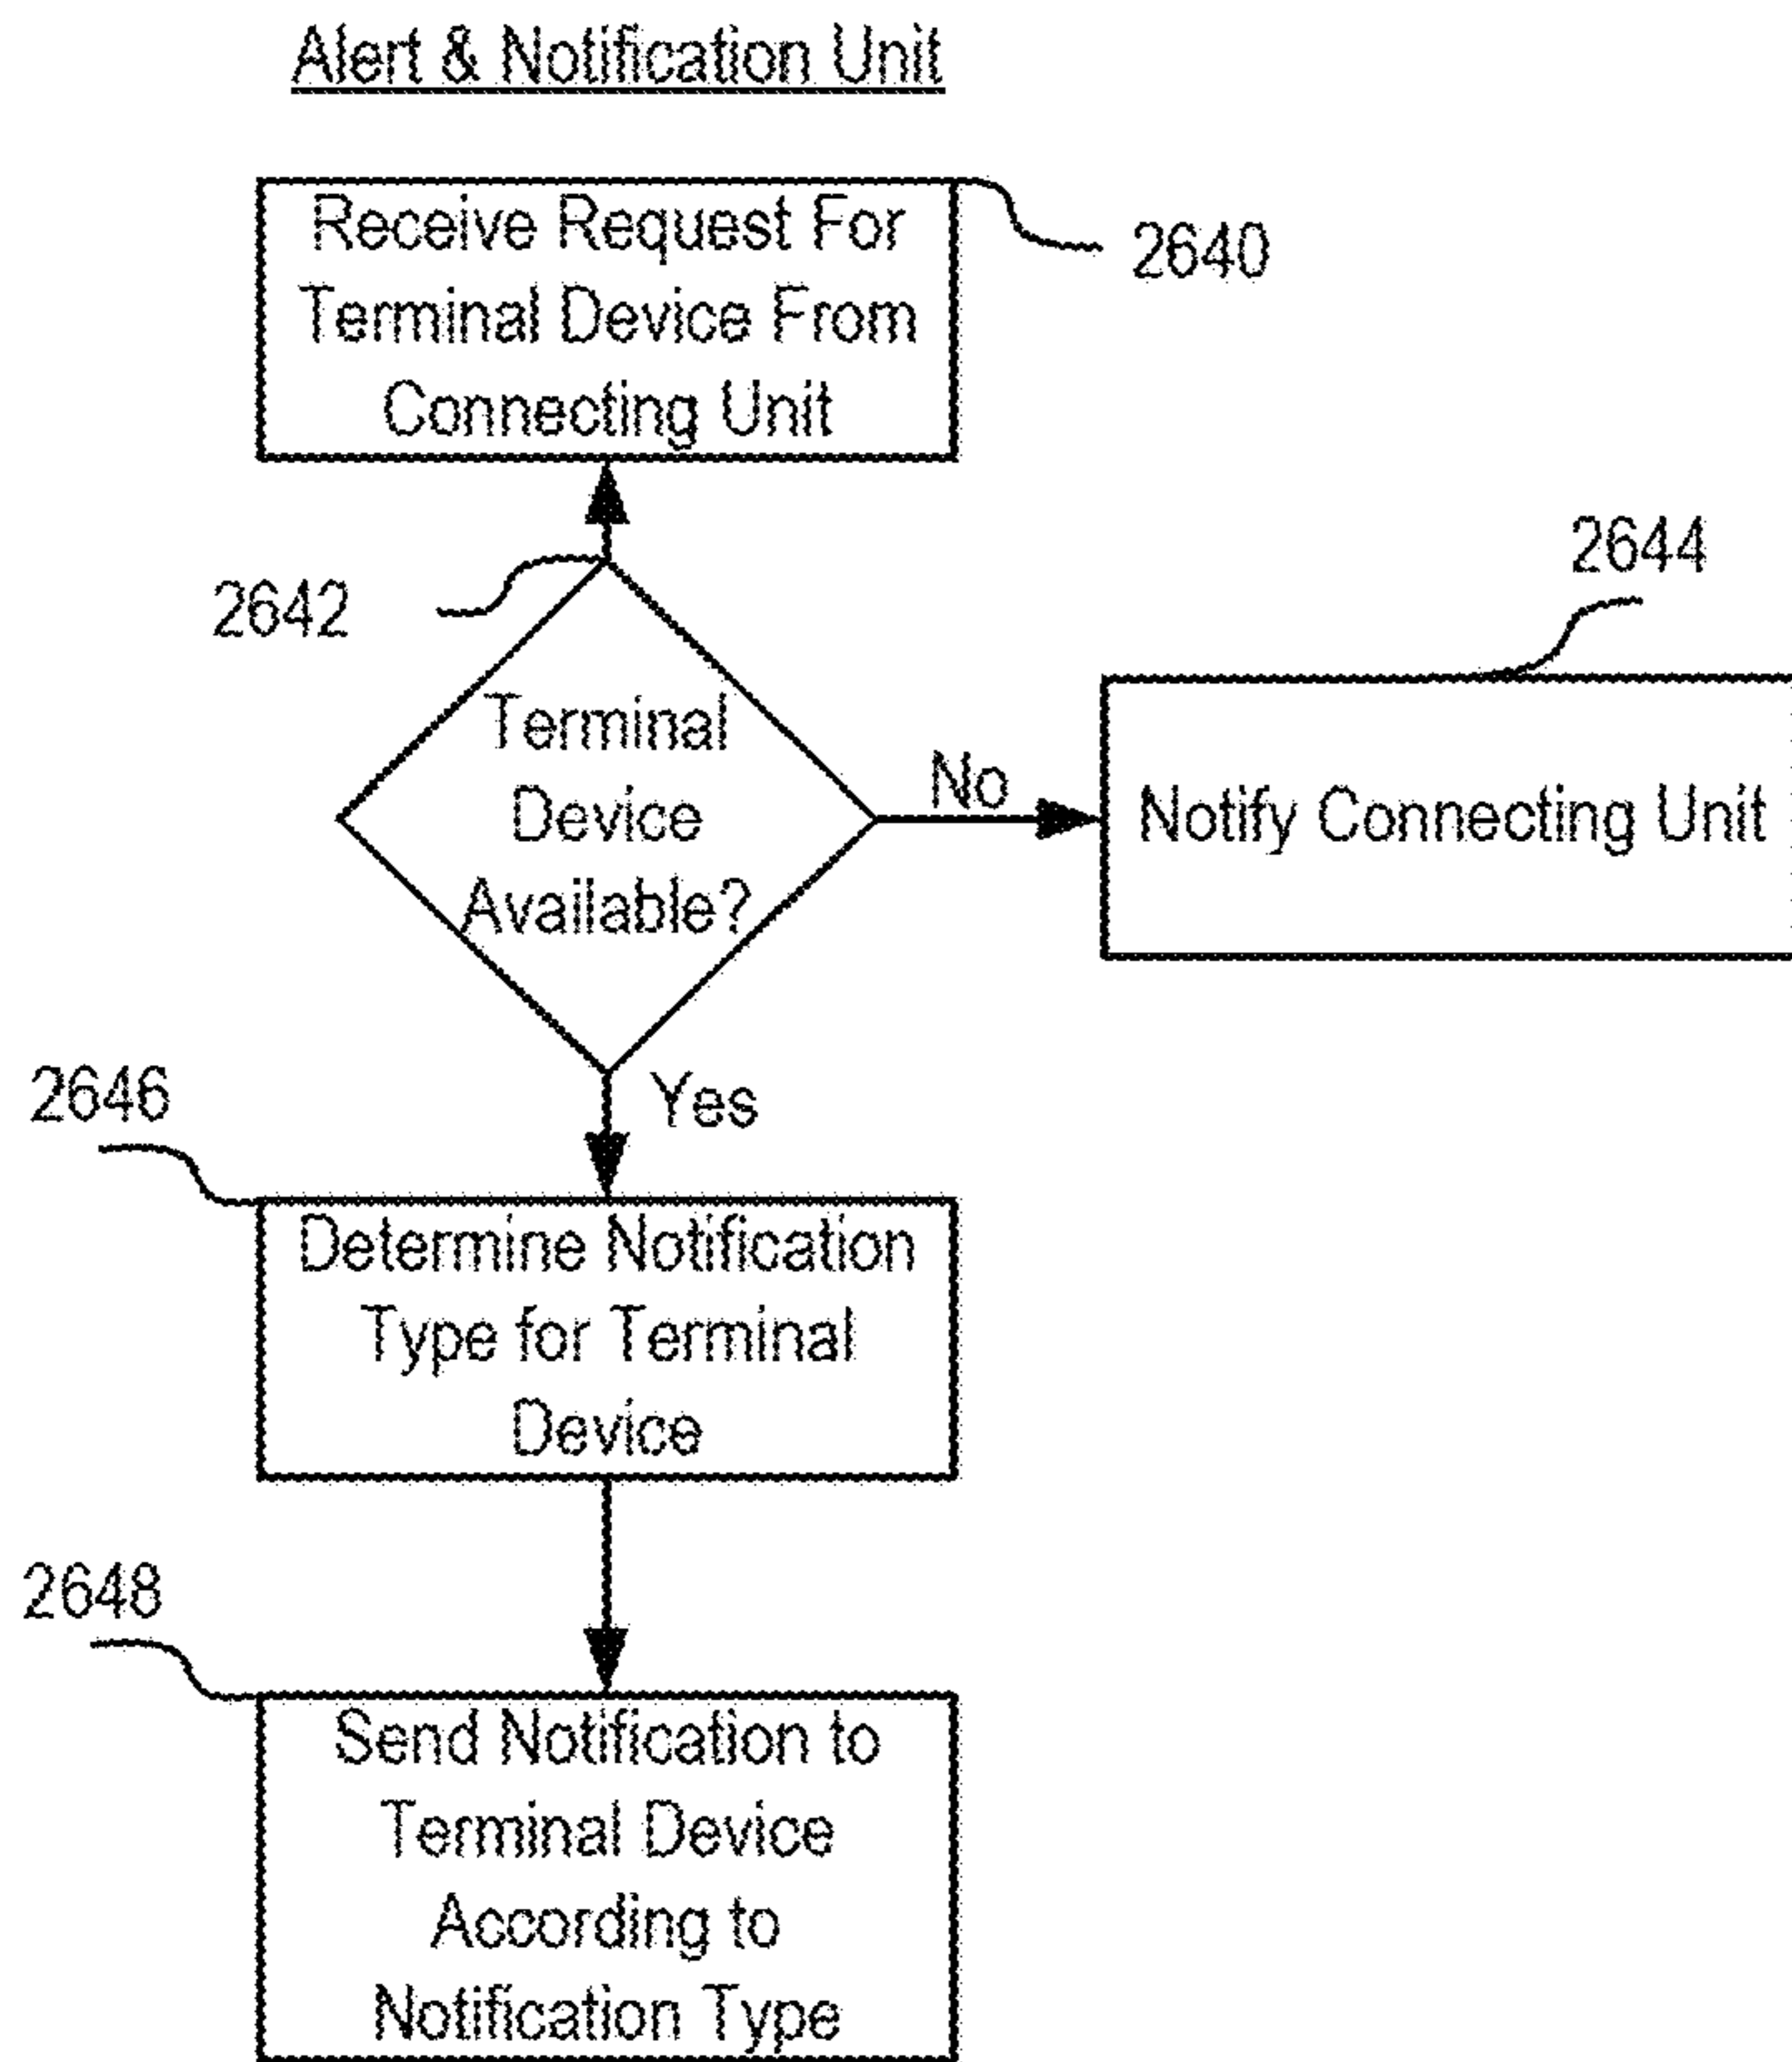 Alert & Notification Unit
Receive Request For
Terminal Device From
Connecting Unit
2640
2642
Terminal
Device
Available?
No
2644
Notify Connecting Unit
Yes
2646
Determine Notification
Type for Terminal
Device
2648
Send Notification to
Terminal Device
According to
Notification Type